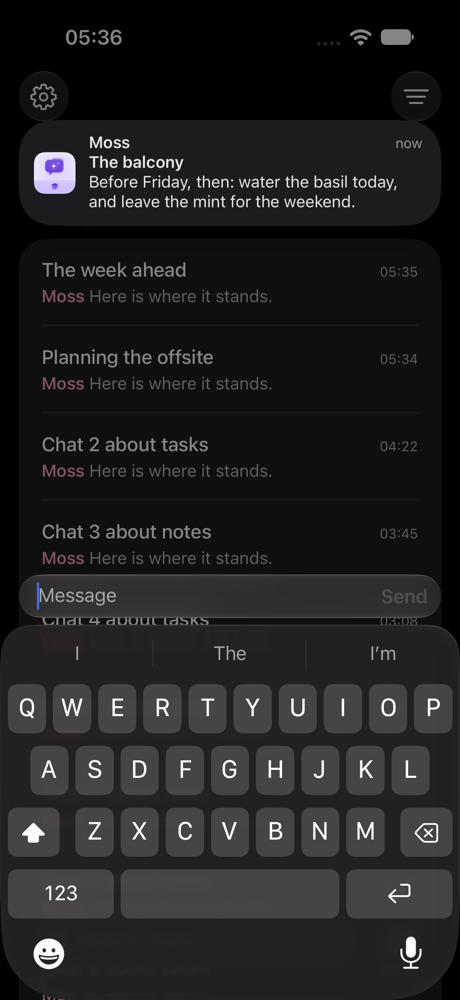 05:36
Moss now
The balcony
Before Friday, then: water the basil today,
and leave the mint for the weekend.
The week ahead 05:35
Moss Here is where it stands.
Planning the offsite 05:34
Moss Here is where it stands.
Chat 2 about tasks 04:22
Moss Here is where it stands.
Chat 3 about notes 03:45
Moss Here is where it stands.
Message Send
Chat 4 about tasks 03:08
I The I’m
Q W E R T Y U I O P
A S D F G H J K L
Z X C V B N M
123